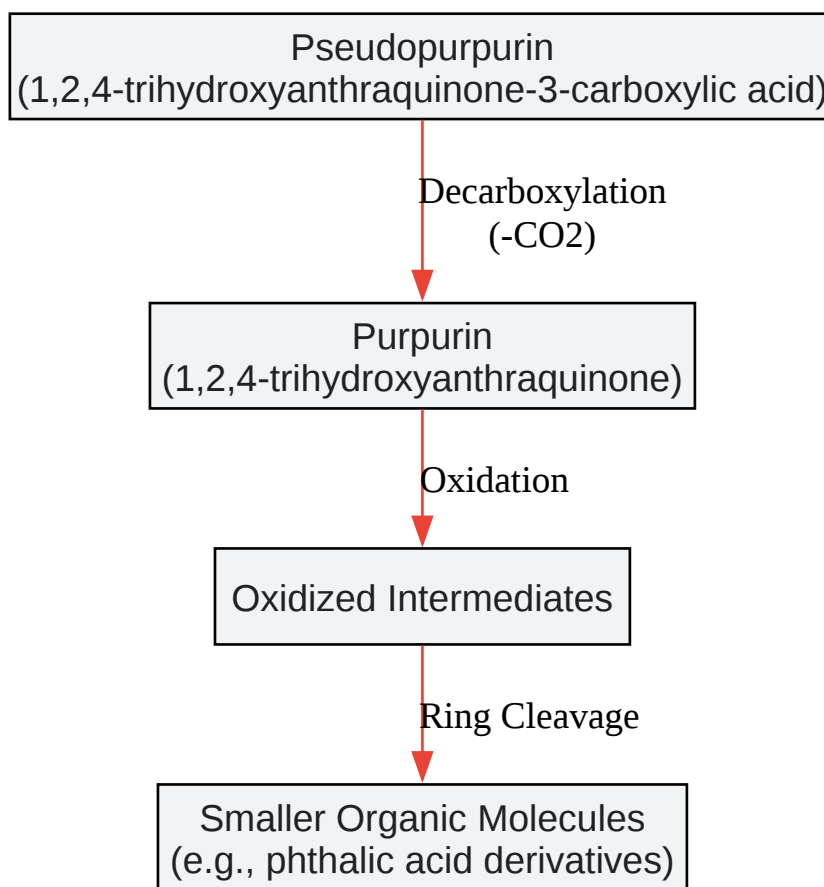 Pseudopurpurin
(1,2,4-trihydroxyanthraquinone-3-carboxylic acid)
Decarboxylation
(-CO2)
Purpurin
(1,2,4-trihydroxyanthraquinone)
Oxidation
Oxidized Intermediates
Ring Cleavage
Smaller Organic Molecules
(e.g., phthalic acid derivatives)